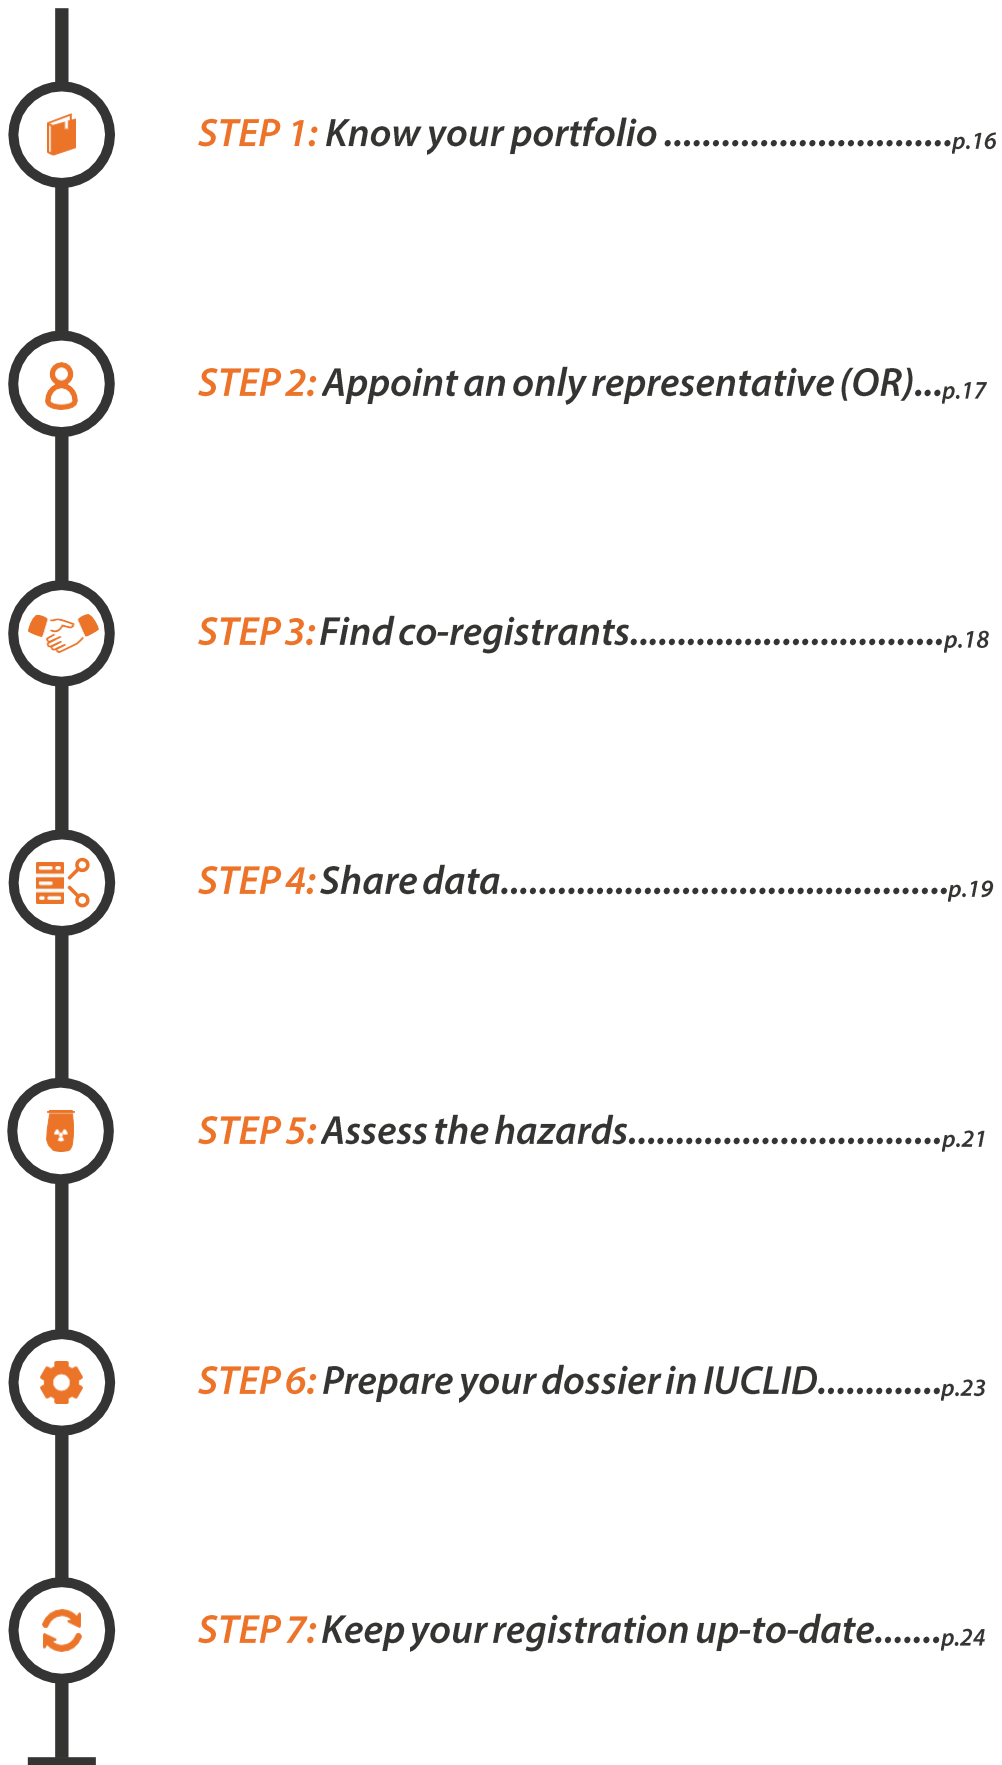 STEP 1: Know your portfolio ..............................p.16
STEP 2: Appoint an only representative (OR)...p.17
STEP 3: Find co-registrants.................................p.18
STEP 4: Share data...............................................p.19
STEP 5: Assess the hazards.................................p.21
STEP 6: Prepare your dossier in IUCLID.............p.23
STEP 7: Keep your registration up-to-date.......p.24